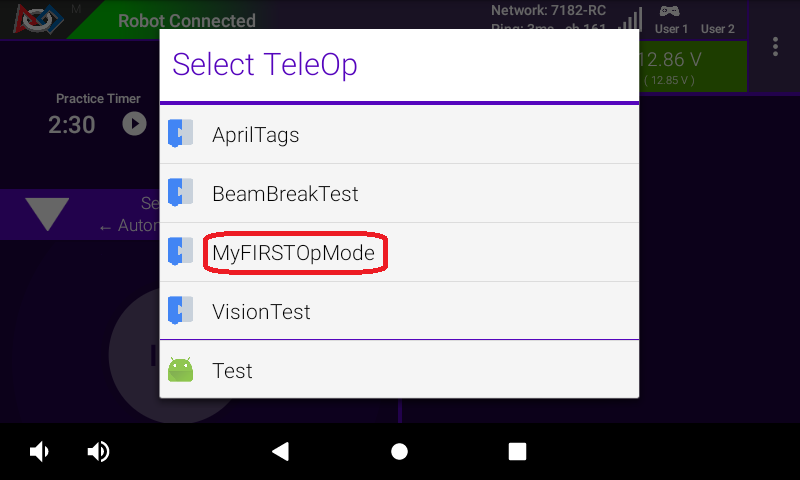 M
Robot Connected
Network: 7182-RC
Ping: 3ms - ch 161
User 1
User 2
12.86 V
( 12.85 V )
Practice Timer
2:30
Select TeleOp
AprilTags
BeamBreakTest
MyFIRSTOpMode
VisionTest
Test
Se
← Auton